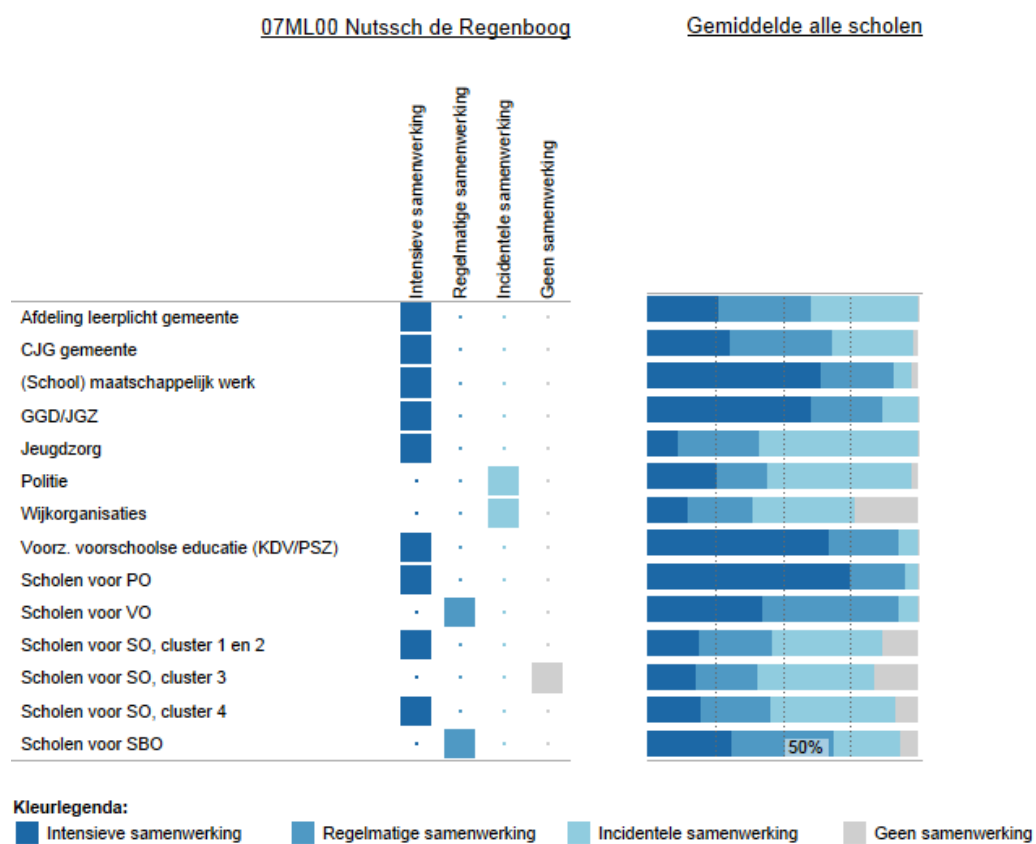 07ML00 Nutssch de Regenboog
Gemiddelde alle scholen
Intensieve samenwerking
Regelmatige samenwerking
Incidentele samenwerking
Geen samenwerking
Afdeling leerplicht gemeente
CJG gemeente
(School) maatschappelijk werk
GGD/JGZ
Jeugdzorg
Politie
Wijkorganisaties
Voorz. voorschoolse educatie (KDV/PSZ)
Scholen voor PO
Scholen voor VO
Scholen voor SO, cluster 1 en 2
Scholen voor SO, cluster 3
Scholen voor SO, cluster 4
Scholen voor SBO
50%
Kleurlegenda:
Intensieve samenwerking
Regelmatige samenwerking
Incidentele samenwerking
Geen samenwerking